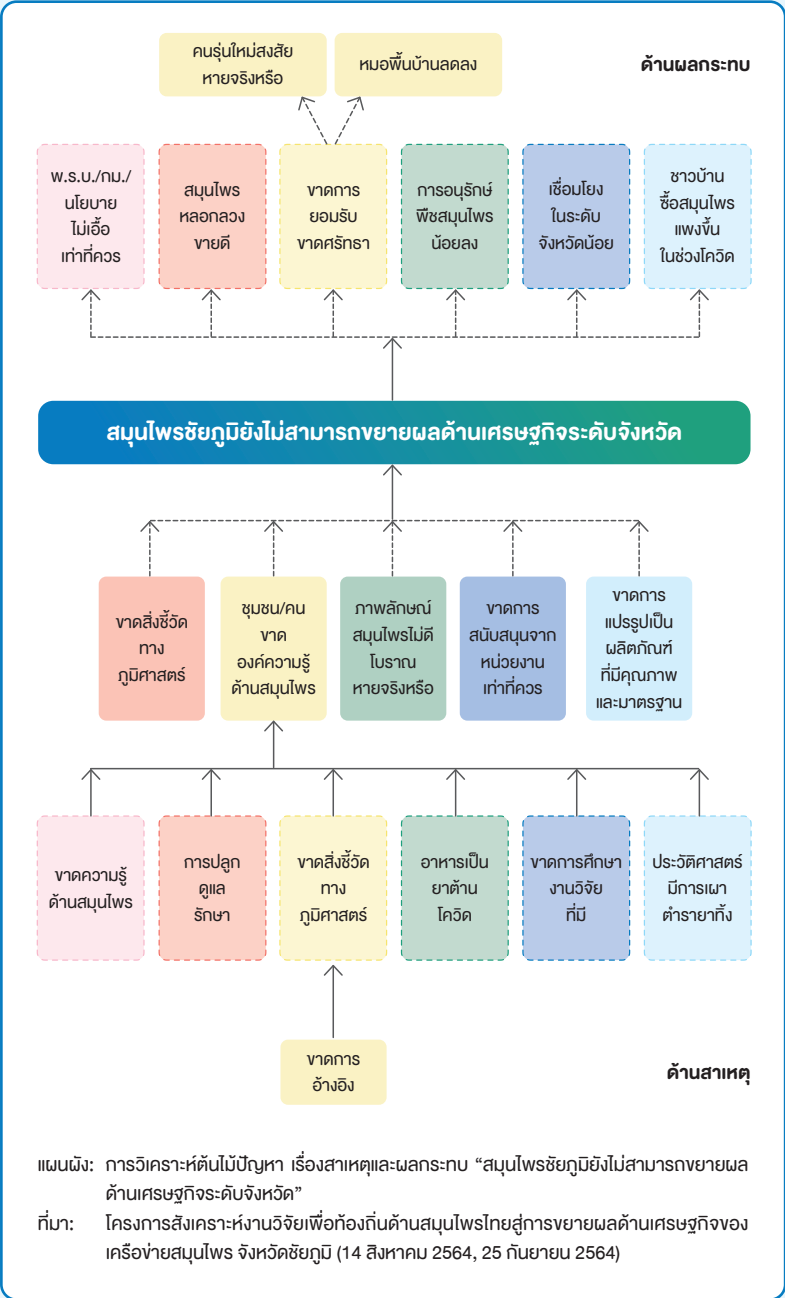 คนรุ่นใหม่สงสัย
หายจริงหรือ
หมอพื้นบ้านลดลง
ด้านผลกระทบ
พ.ร.บ./กม./
นโยบาย
ไม่เอื้อ
เท่าที่ควร
สมุนไพร
หลอกลวง
ขายดี
ขาดการ
ยอมรับ
ขาดศรัทธา
การอนุรักษ์
พืชสมุนไพร
น้อยลง
เชื่อมโยง
ในระดับ
จังหวัดน้อย
ชาวบ้าน
ซื้อสมุนไพร
แพงขึ้น
ในช่วงโควิด
สมุนไพรชัยภูมิยังไม่สามารถขยายผลด้านเศรษฐกิจระดับจังหวัด
ขาดสิ่งชี้วัด
ทาง
ภูมิศาสตร์
ชุมชน/คน
ขาด
องค์ความรู้
ด้านสมุนไพร
ภาพลักษณ์
สมุนไพรไม่ดี
โบราณ
หายจริงหรือ
ขาดการ
สนับสนุนจาก
หน่วยงาน
เท่าที่ควร
ขาดการ
แปรรูปเป็น
ผลิตภัณฑ์
ที่มีคุณภาพ
และมาตรฐาน
ขาดความรู้
ด้านสมุนไพร
การปลูก
ดูแล
รักษา
ขาดสิ่งชี้วัด
ทาง
ภูมิศาสตร์
อาหารเป็น
ยาต้าน
โควิด
ขาดการศึกษา
งานวิจัย
ที่มี
ประวัติศาสตร์
มีการเผา
ตำรายาทิ้ง
ขาดการ
อ้างอิง
ด้านสาเหตุ
แผนผัง: การวิเคราะห์ต้นไม้ปัญหา เรื่องสาเหตุและผลกระทบ “สมุนไพรชัยภูมิยังไม่สามารถขยายผล
ด้านเศรษฐกิจระดับจังหวัด”
ที่มา: โครงการสังเคราะห์งานวิจัยเพื่อท้องถิ่นด้านสมุนไพรไทยสู่การขยายผลด้านเศรษฐกิจของ
เครือข่ายสมุนไพร จังหวัดชัยภูมิ (14 สิงหาคม 2564, 25 กันยายน 2564)